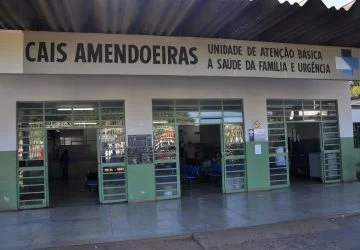 CAIS AMENDOEIRAS
UNIDADE DE ATENÇÃO BÁSICA
A SAÚDE DA FAMÍLIA E URGÊNCIA